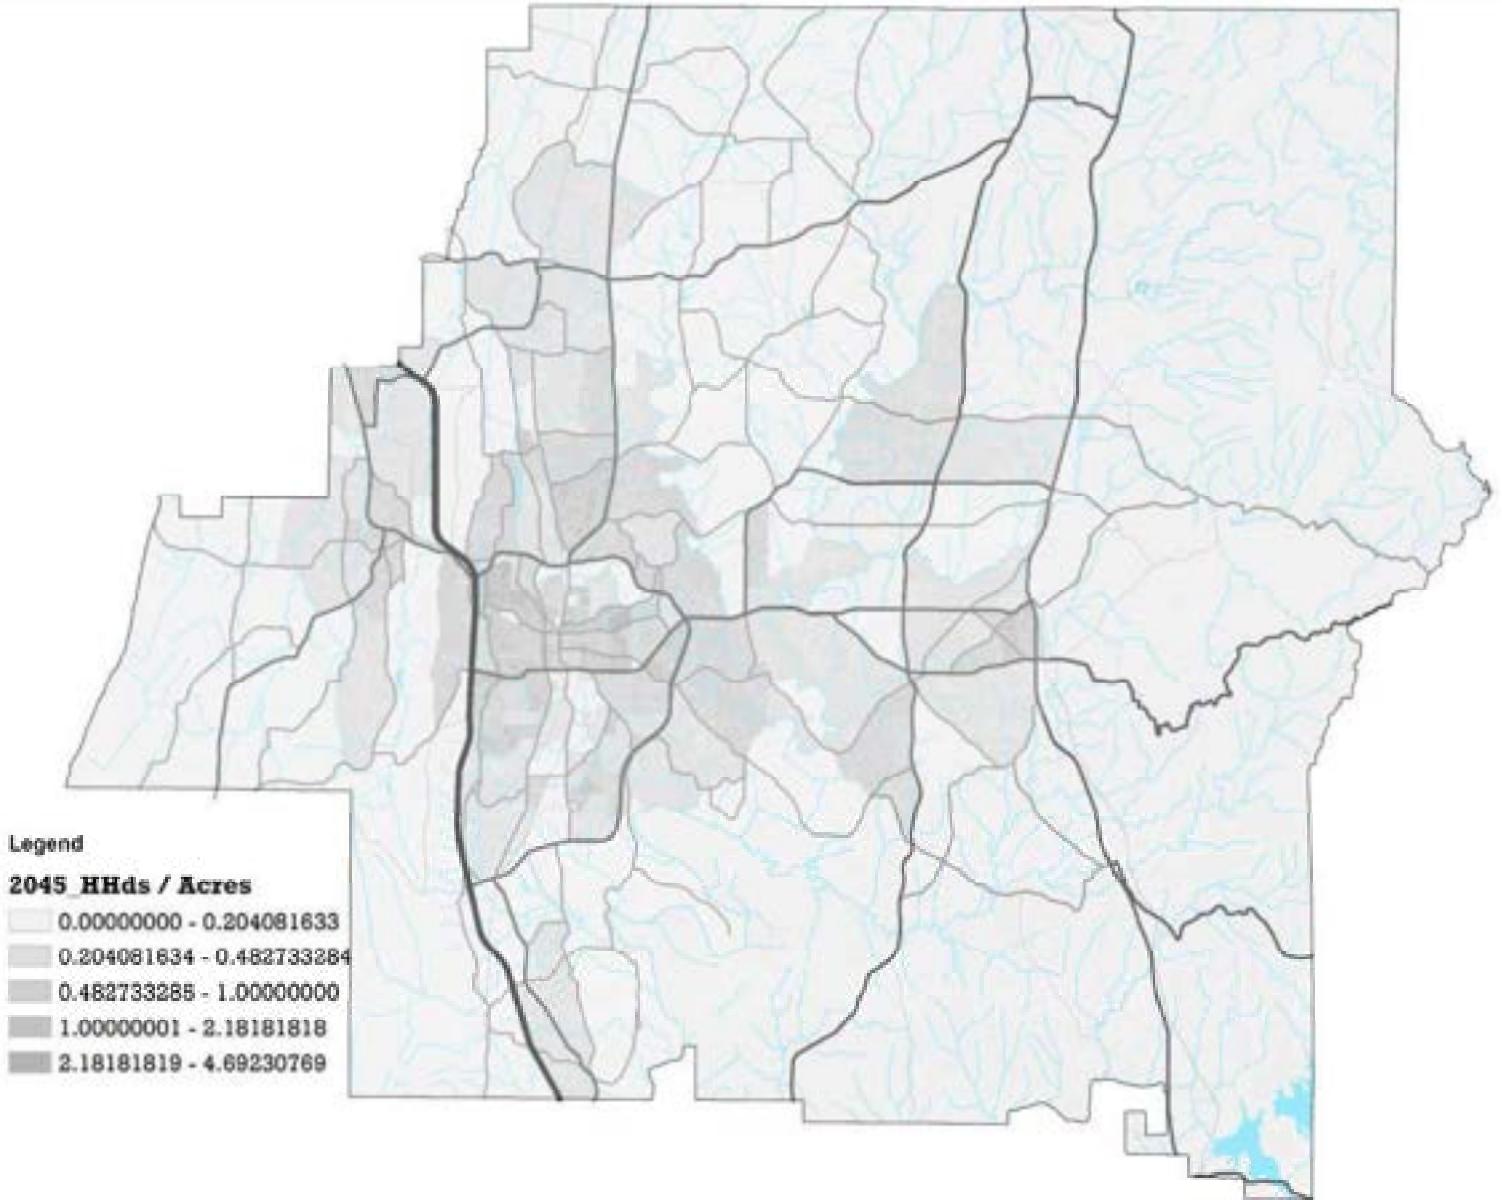 Legend
2045_HHds / Acres
0.00000000 - 0.204081633
0.204081634 - 0.482733284
0.482733285 - 1.00000000
1.00000001 - 2.18181818
2.18181819 - 4.69230769